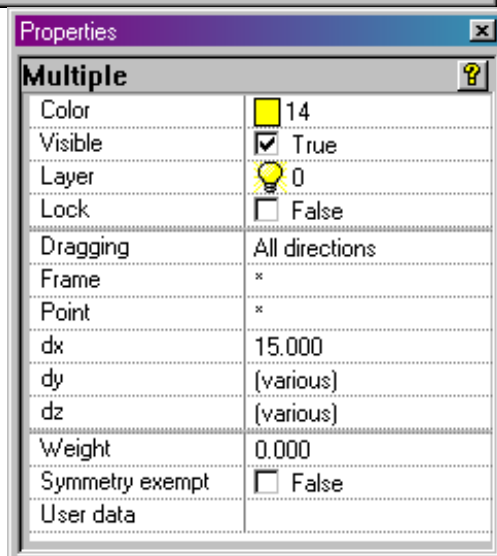 Properties
Multiple
Color 14
Visible True
Layer 0
Lock False
Dragging All directions
Frame *
Point *
dx 15.000
dy (various)
dz (various)
Weight 0.000
Symmetry exempt False
User data